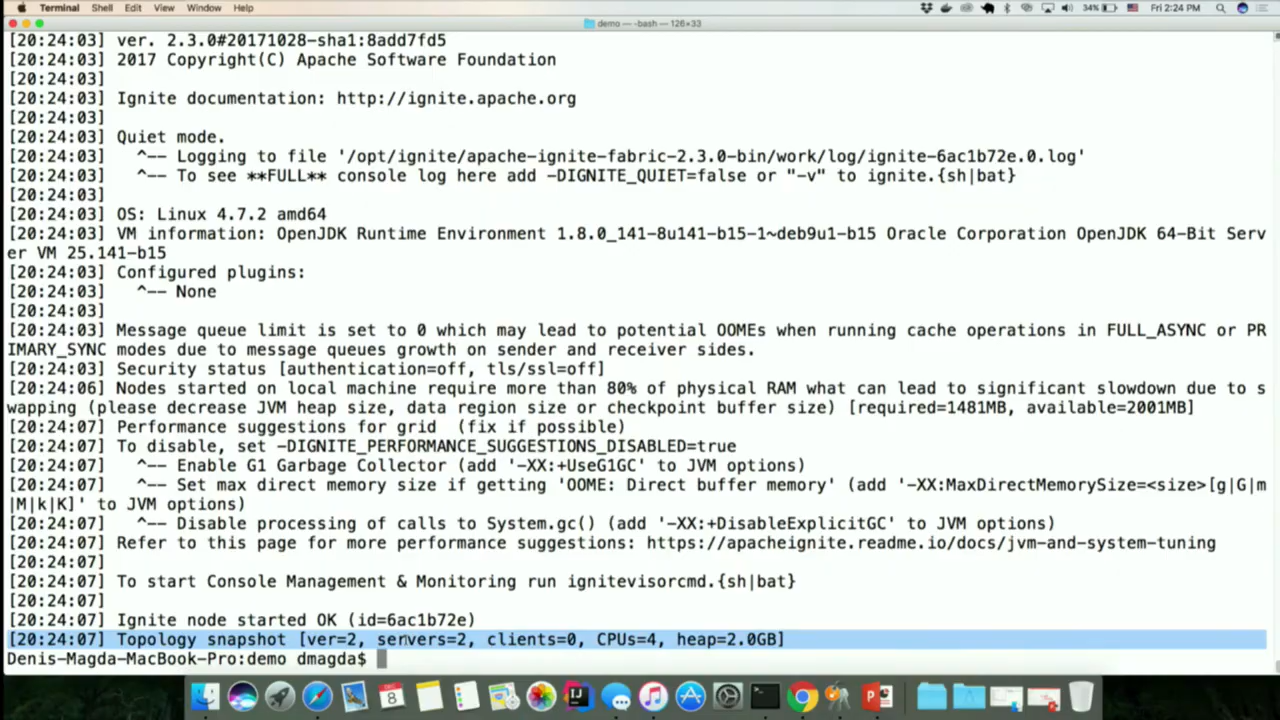 Terminal Shell Edit View Window Help 34% Fri 2:24 PM
demo — -bash — 126×33
[20:24:03] ver. 2.3.0#20171028-sha1:8add7fd5
[20:24:03] 2017 Copyright(C) Apache Software Foundation
[20:24:03]
[20:24:03] Ignite documentation: http://ignite.apache.org
[20:24:03]
[20:24:03] Quiet mode.
[20:24:03]   ^-- Logging to file '/opt/ignite/apache-ignite-fabric-2.3.0-bin/work/log/ignite-6ac1b72e.0.log'
[20:24:03]   ^-- To see **FULL** console log here add -DIGNITE_QUIET=false or "-v" to ignite.{sh|bat}
[20:24:03]
[20:24:03] OS: Linux 4.7.2 amd64
[20:24:03] VM information: OpenJDK Runtime Environment 1.8.0_141-8u141-b15-1~deb9u1-b15 Oracle Corporation OpenJDK 64-Bit Serv
er VM 25.141-b15
[20:24:03] Configured plugins:
[20:24:03]   ^-- None
[20:24:03]
[20:24:03] Message queue limit is set to 0 which may lead to potential OOMEs when running cache operations in FULL_ASYNC or PR
IMARY_SYNC modes due to message queues growth on sender and receiver sides.
[20:24:03] Security status [authentication=off, tls/ssl=off]
[20:24:06] Nodes started on local machine require more than 80% of physical RAM what can lead to significant slowdown due to s
wapping (please decrease JVM heap size, data region size or checkpoint buffer size) [required=1481MB, available=2001MB]
[20:24:07] Performance suggestions for grid  (fix if possible)
[20:24:07] To disable, set -DIGNITE_PERFORMANCE_SUGGESTIONS_DISABLED=true
[20:24:07]   ^-- Enable G1 Garbage Collector (add '-XX:+UseG1GC' to JVM options)
[20:24:07]   ^-- Set max direct memory size if getting 'OOME: Direct buffer memory' (add '-XX:MaxDirectMemorySize=<size>[g|G|m
|M|k|K]' to JVM options)
[20:24:07]   ^-- Disable processing of calls to System.gc() (add '-XX:+DisableExplicitGC' to JVM options)
[20:24:07] Refer to this page for more performance suggestions: https://apacheignite.readme.io/docs/jvm-and-system-tuning
[20:24:07]
[20:24:07] To start Console Management & Monitoring run ignitevisorcmd.{sh|bat}
[20:24:07]
[20:24:07] Ignite node started OK (id=6ac1b72e)
[20:24:07] Topology snapshot [ver=2, servers=2, clients=0, CPUs=4, heap=2.0GB]
Denis-Magda-MacBook-Pro:demo dmagda$